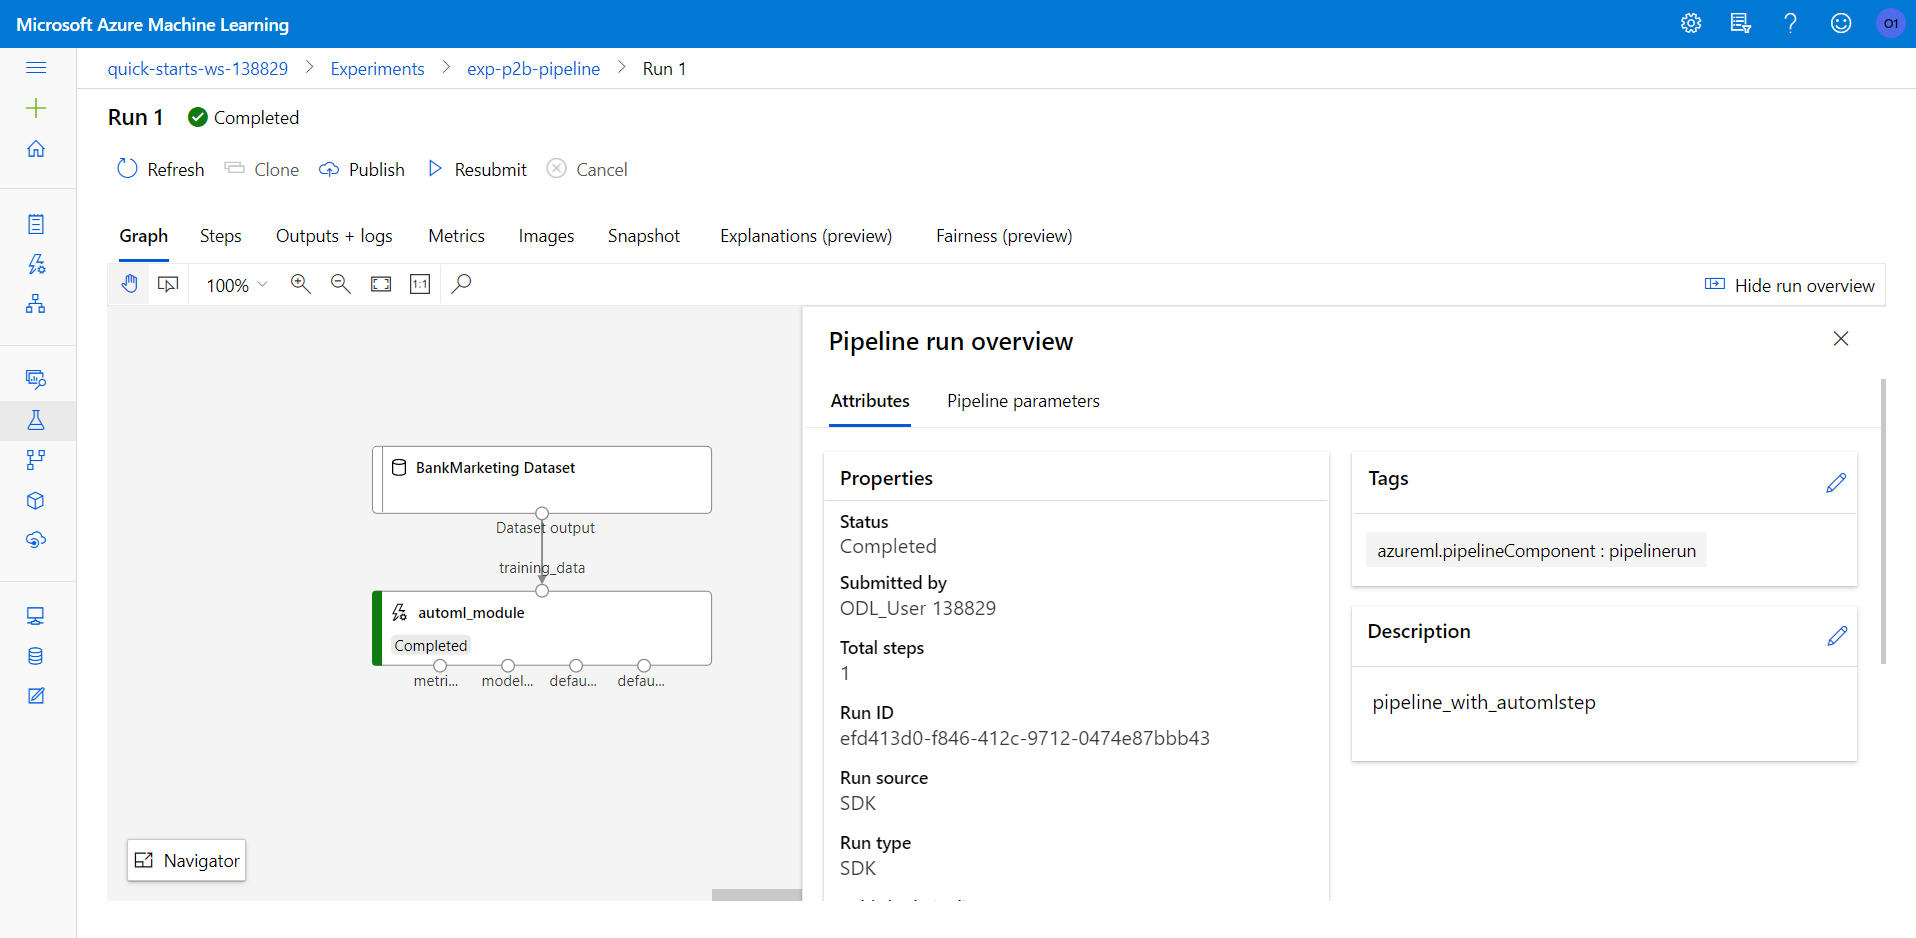 Microsoft Azure Machine Learning
O1
quick-starts-ws-138829 > Experiments > exp-p2b-pipeline > Run 1
Run 1 Completed
Refresh Clone Publish Resubmit Cancel
Graph Steps Outputs + logs Metrics Images Snapshot Explanations (preview) Fairness (preview)
100% 1:1 Hide run overview
BankMarketing Dataset
Dataset output
training_data
automl_module
Completed
metri... model... defau... defau...
Navigator
Pipeline run overview
Attributes Pipeline parameters
Properties
Status
Completed
Submitted by
ODL_User 138829
Total steps
1
Run ID
efd413d0-f846-412c-9712-0474e87bbb43
Run source
SDK
Run type
SDK
Tags
azureml.pipelineComponent : pipelinerun
Description
pipeline_with_automlstep